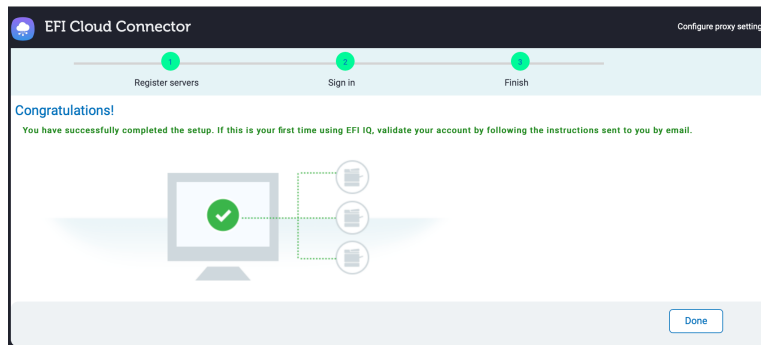 EFI Cloud Connector
Configure proxy setting
1
2
3
Register servers
Sign in
Finish
Congratulations!
You have successfully completed the setup. If this is your first time using EFI IQ, validate your account by following the instructions sent to you by email.
Done